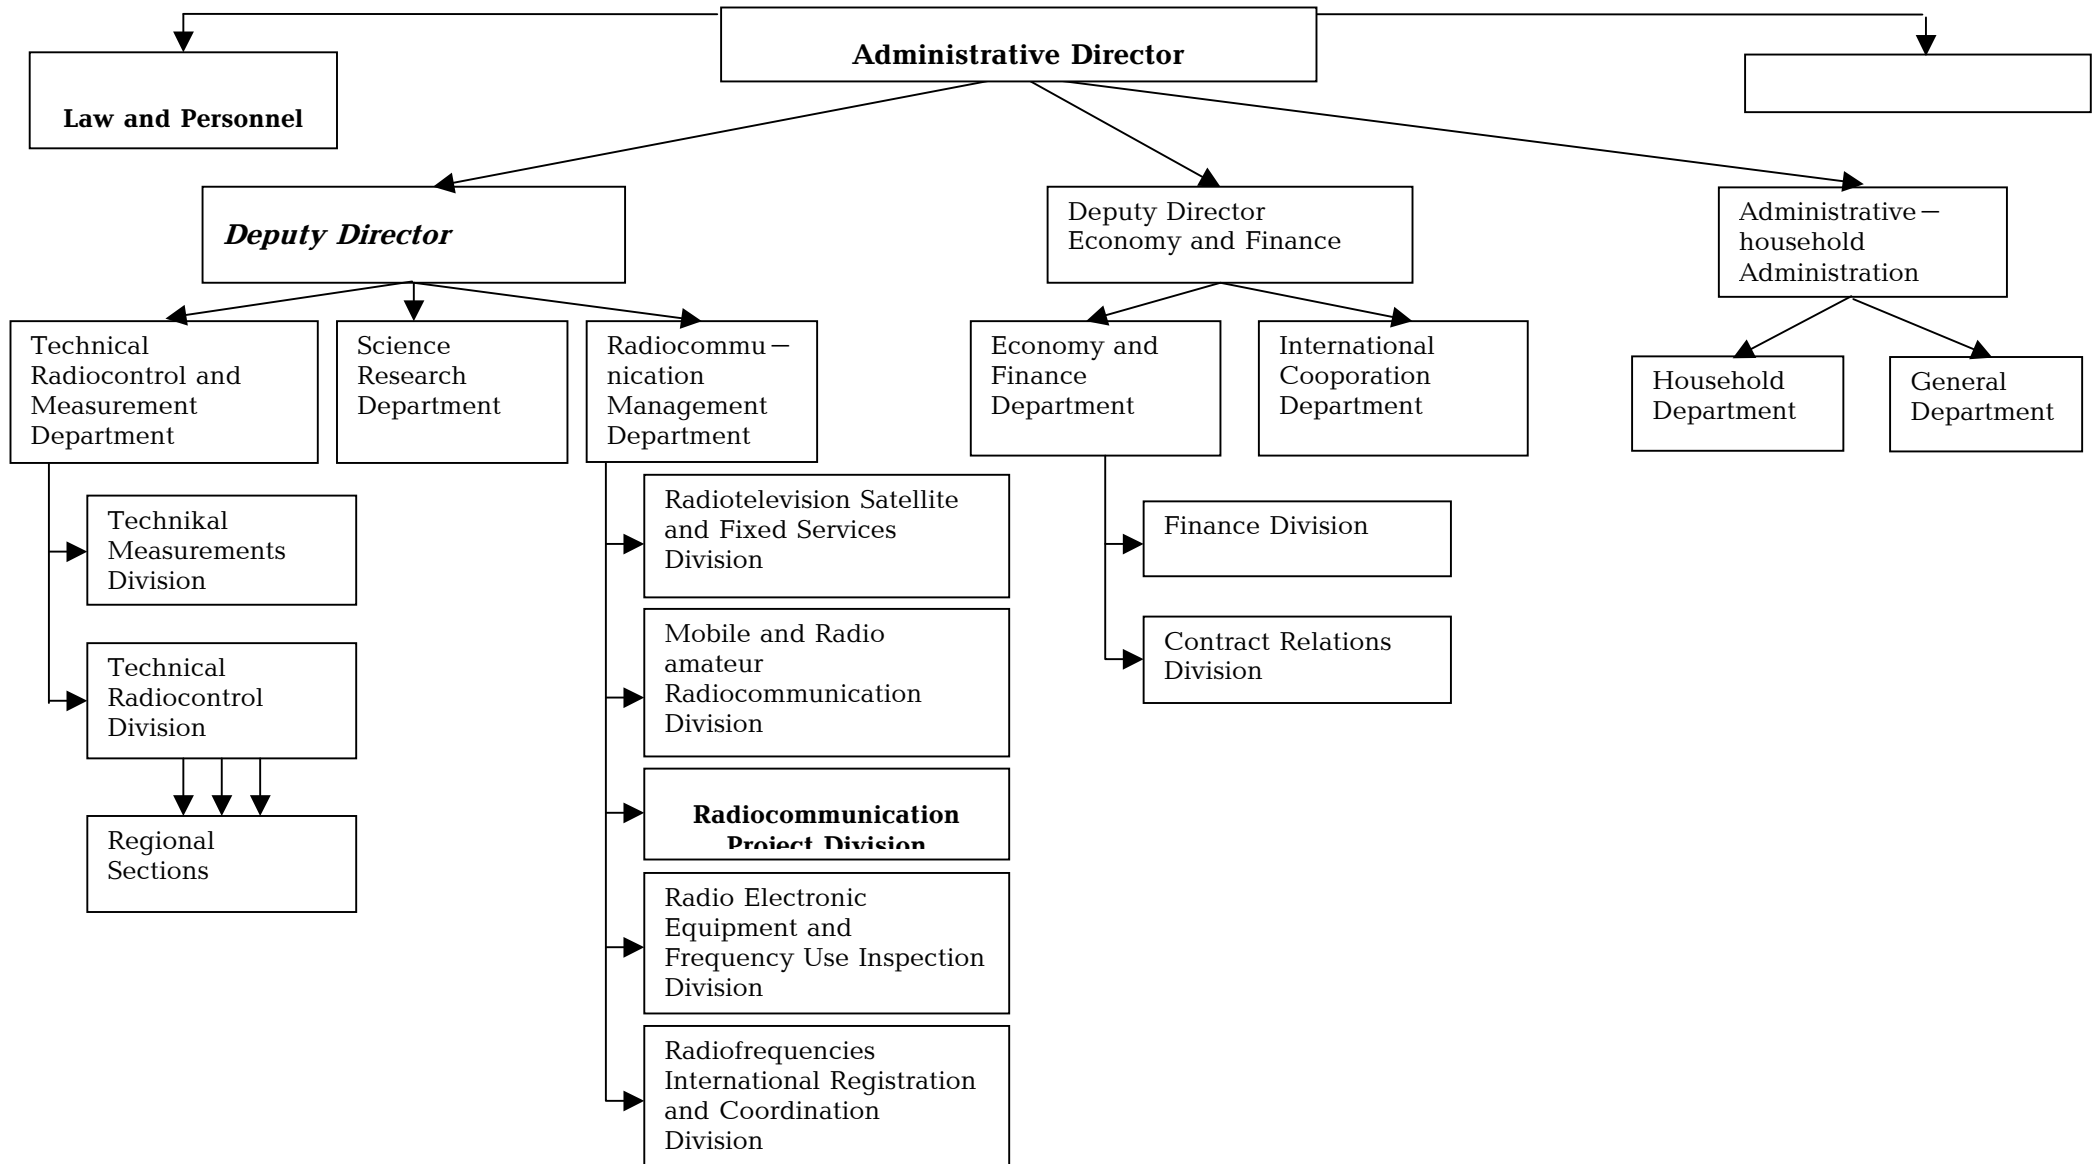 Administrative Director
Law and Personnel
Deputy Director
Deputy Director
Economy and Finance
Administrative—
household
Administration
Technical
Radiocontrol and
Measurement
Department
Science
Research
Department
Radiocommu—
nication
Management
Department
Economy and
Finance
Department
International
Cooporation
Department
Household
Department
General
Department
Technikal
Measurements
Division
Technical
Radiocontrol
Division
Regional
Sections
Radiotelevision Satellite
and Fixed Services
Division
Mobile and Radio
amateur
Radiocommunication
Division
Radiocommunication
Project Division
Radio Electronic
Equipment and
Frequency Use Inspection
Division
Radiofrequencies
International Registration
and Coordination
Division
Finance Division
Contract Relations
Division